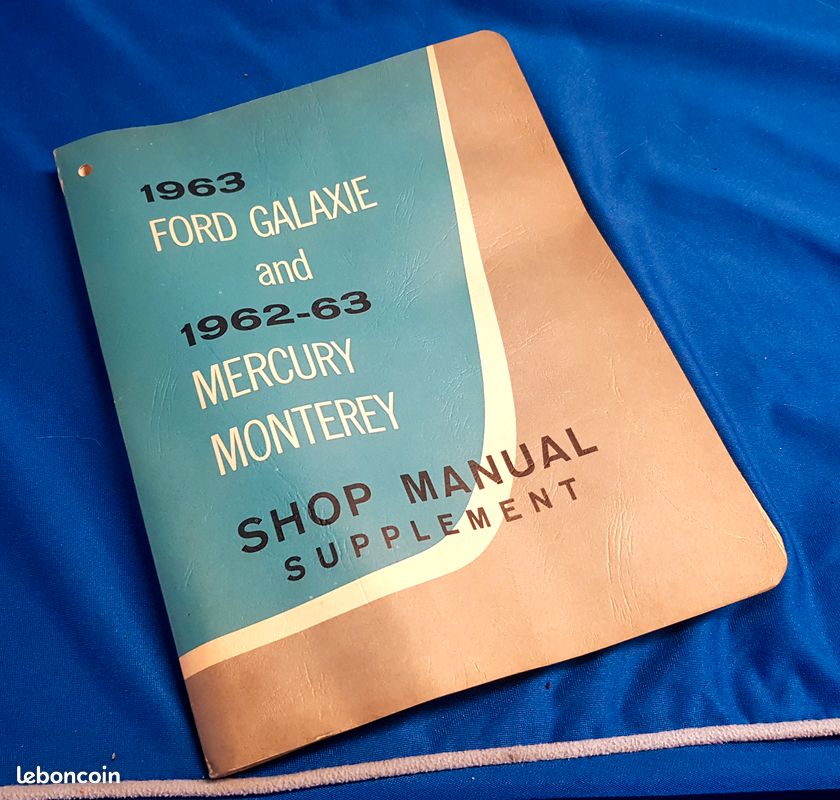 1963
FORD GALAXIE
and
1962-63
MERCURY
MONTEREY
SHOP MANUAL
SUPPLEMENT
leboncoin